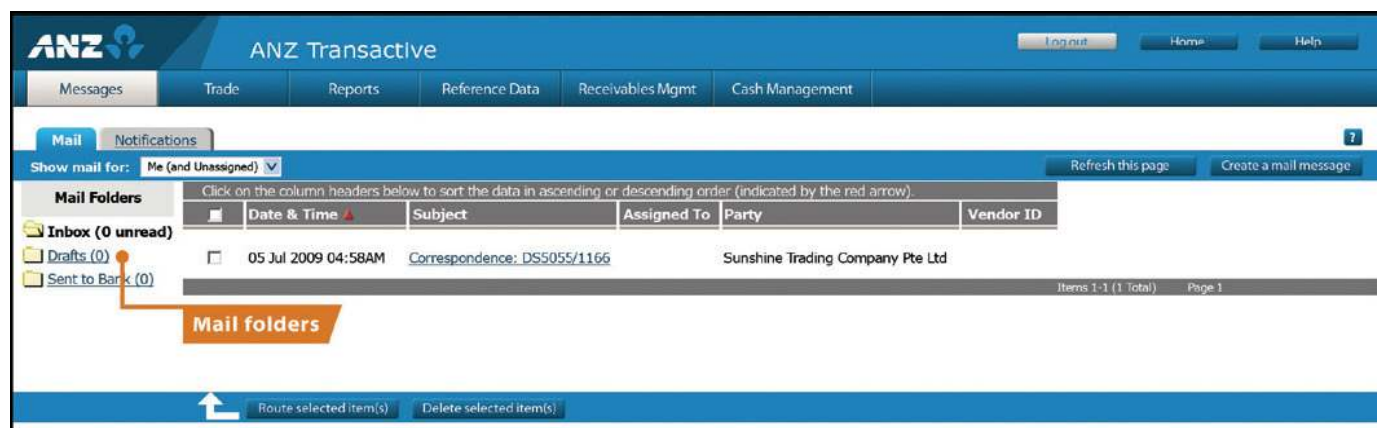 ANZ ANZ Transactive Log out Home Help
Messages Trade Reports Reference Data Receivables Mgmt Cash Management
Mail Notifications ?
Show mail for: Me (and Unassigned) Refresh this page Create a mail message
Mail Folders Click on the column headers below to sort the data in ascending or descending order (indicated by the red arrow).
Date & Time Subject Assigned To Party Vendor ID
Inbox (0 unread)
Drafts (0) 05 Jul 2009 04:58AM Correspondence: DS5055/1166 Sunshine Trading Company Pte Ltd
Sent to Bank (0)
Items 1-1 (1 Total) Page 1
Mail folders
Route selected item(s) Delete selected item(s)